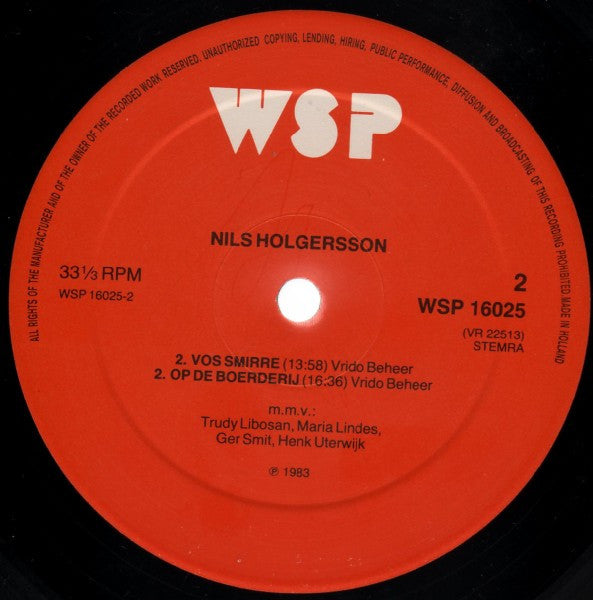 ALL RIGHTS OF THE MANUFACTURER AND OF THE OWNER OF THE RECORDED WORK RESERVED. UNAUTHORIZED COPYING, LENDING, HIRING, PUBLIC PERFORMANCE, DIFFUSION AND BROADCASTING OF THIS RECORDING PROHIBITED MADE IN HOLLAND
WSP
NILS HOLGERSSON
33⅓ RPM
WSP 16025-2
2
WSP 16025
(VR 22513)
STEMRA
2. VOS SMIRRE (13:58) Vrido Beheer
2. OP DE BOERDERIJ (16:36) Vrido Beheer
m.m.v.:
Trudy Libosan, Maria Lindes,
Ger Smit, Henk Uterwijk
℗ 1983